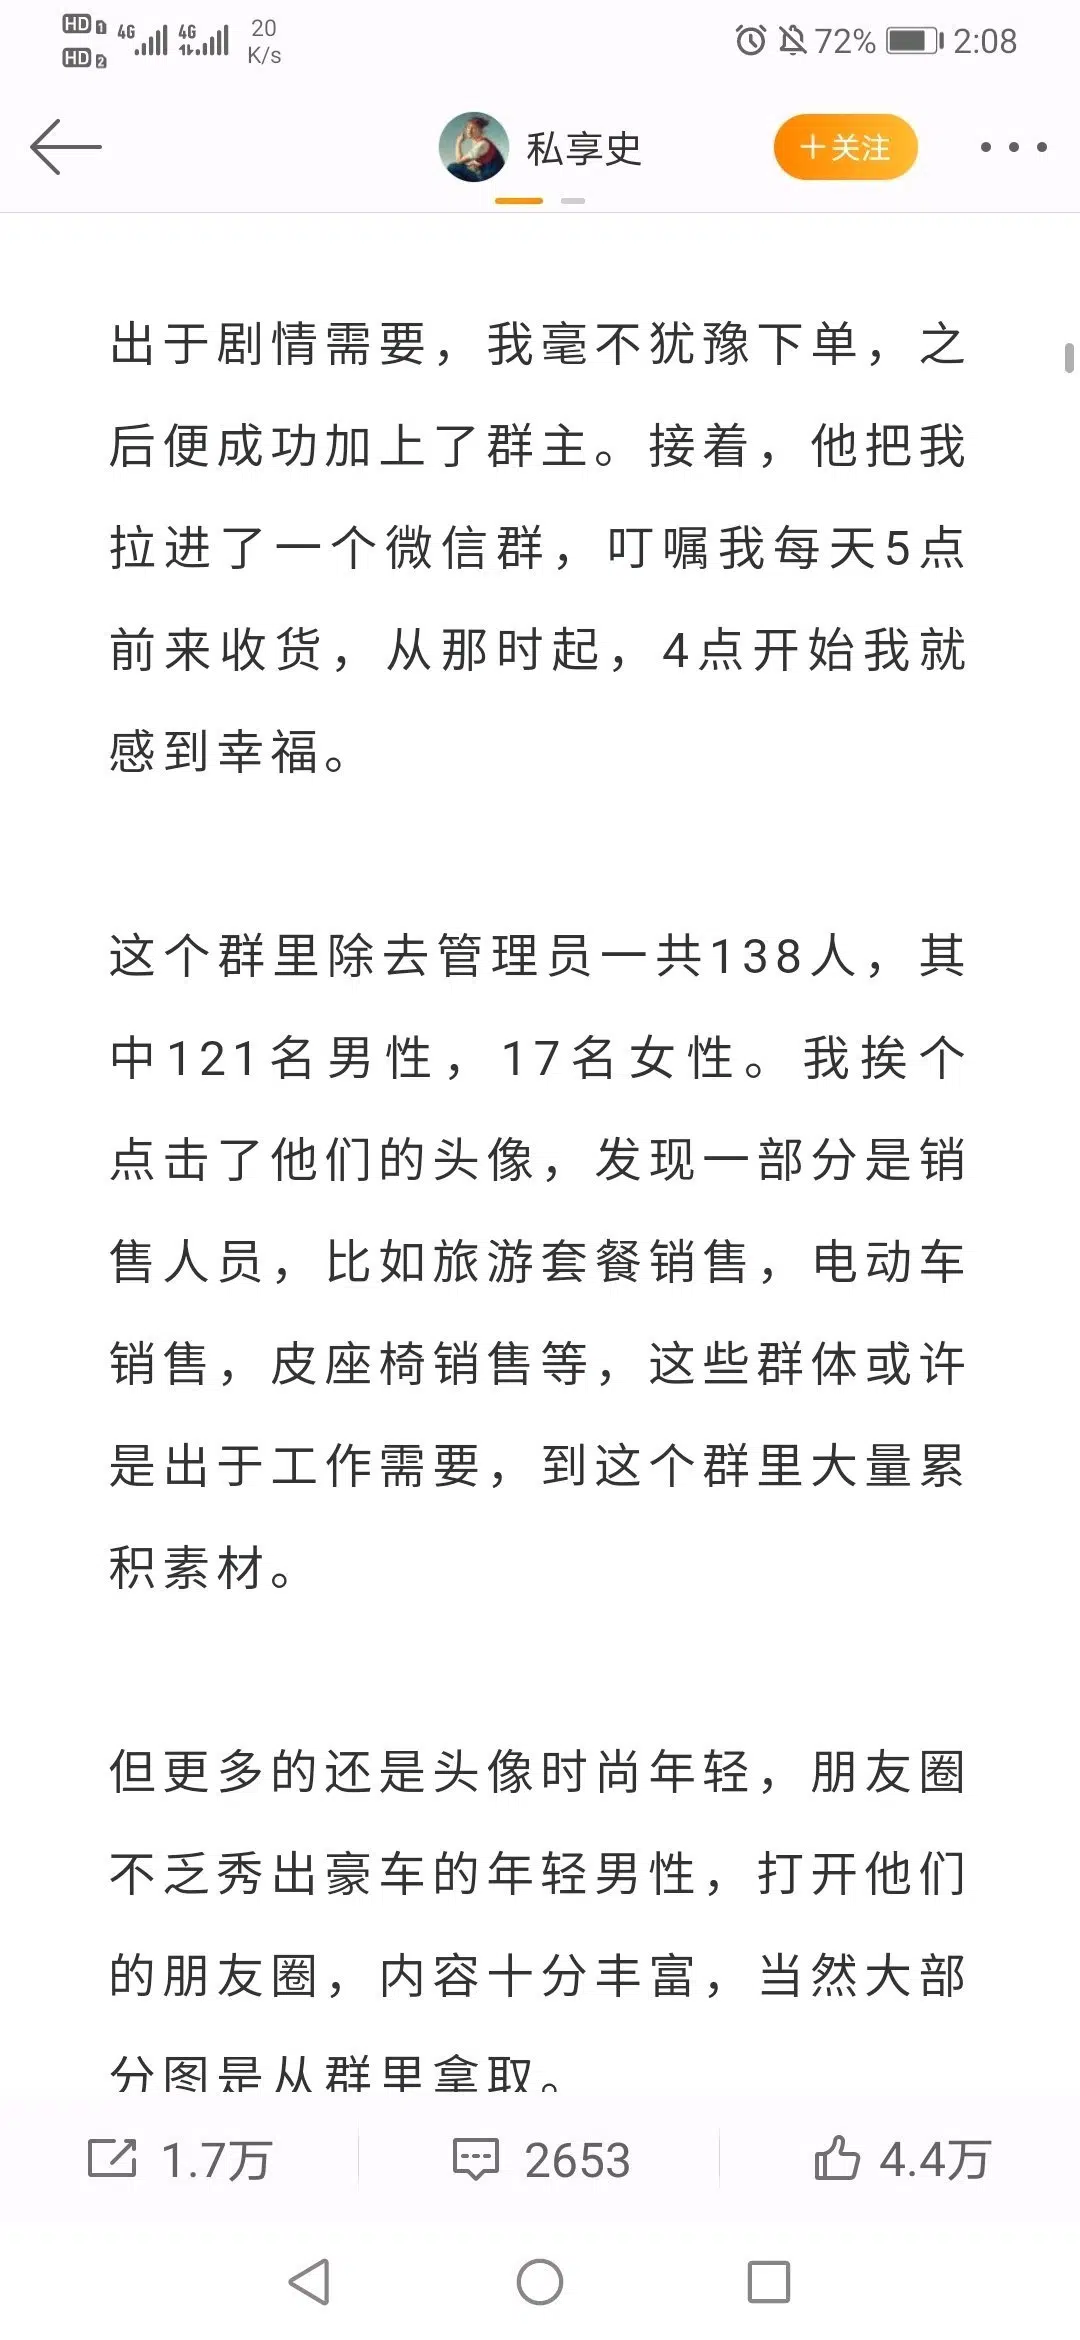 HD 1 4G 4G 20 72% 2:08
HD 2 K/s
私享史 +关注
出于剧情需要，我毫不犹豫下单，之
后便成功加上了群主。接着，他把我
拉进了一个微信群，叮嘱我每天5点
前来收货，从那时起，4点开始我就
感到幸福。
这个群里除去管理员一共138人，其
中121名男性，17名女性。我挨个
点击了他们的头像，发现一部分是销
售人员，比如旅游套餐销售，电动车
销售，皮座椅销售等，这些群体或许
是出于工作需要，到这个群里大量累
积素材。
但更多的还是头像时尚年轻，朋友圈
不乏秀出豪车的年轻男性，打开他们
的朋友圈，内容十分丰富，当然大部
分图是从群里拿取。
1.7万 2653 4.4万